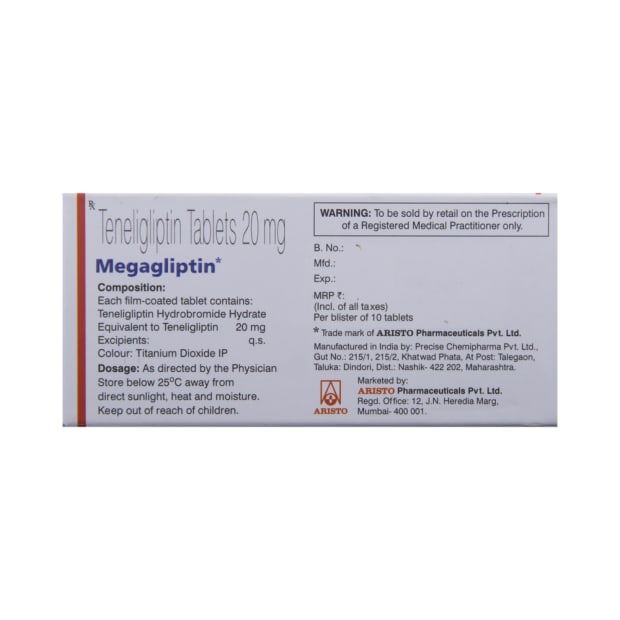 Rx
Teneligliptin Tablets 20 mg
Megagliptin*
Composition:
Each film-coated tablet contains:
Teneligliptin Hydrobromide Hydrate
Equivalent to Teneligliptin 20 mg
Excipients: q.s.
Colour: Titanium Dioxide IP
Dosage: As directed by the Physician
Store below 25°C away from
direct sunlight, heat and moisture.
Keep out of reach of children.
WARNING: To be sold by retail on the Prescription
of a Registered Medical Practitioner only.
B. No.:
Mfd.:
Exp.:
MRP ₹:
(Incl. of all taxes)
Per blister of 10 tablets
* Trade mark of ARISTO Pharmaceuticals Pvt. Ltd.
Manufactured in India by: Precise Chemipharma Pvt. Ltd.,
Gut No.: 215/1, 215/2, Khatwad Phata, At Post: Talegaon,
Taluka: Dindori, Dist.: Nashik- 422 202, Maharashtra.
ARISTO
Marketed by:
ARISTO Pharmaceuticals Pvt. Ltd.
Regd. Office: 12, J.N. Heredia Marg,
Mumbai- 400 001.